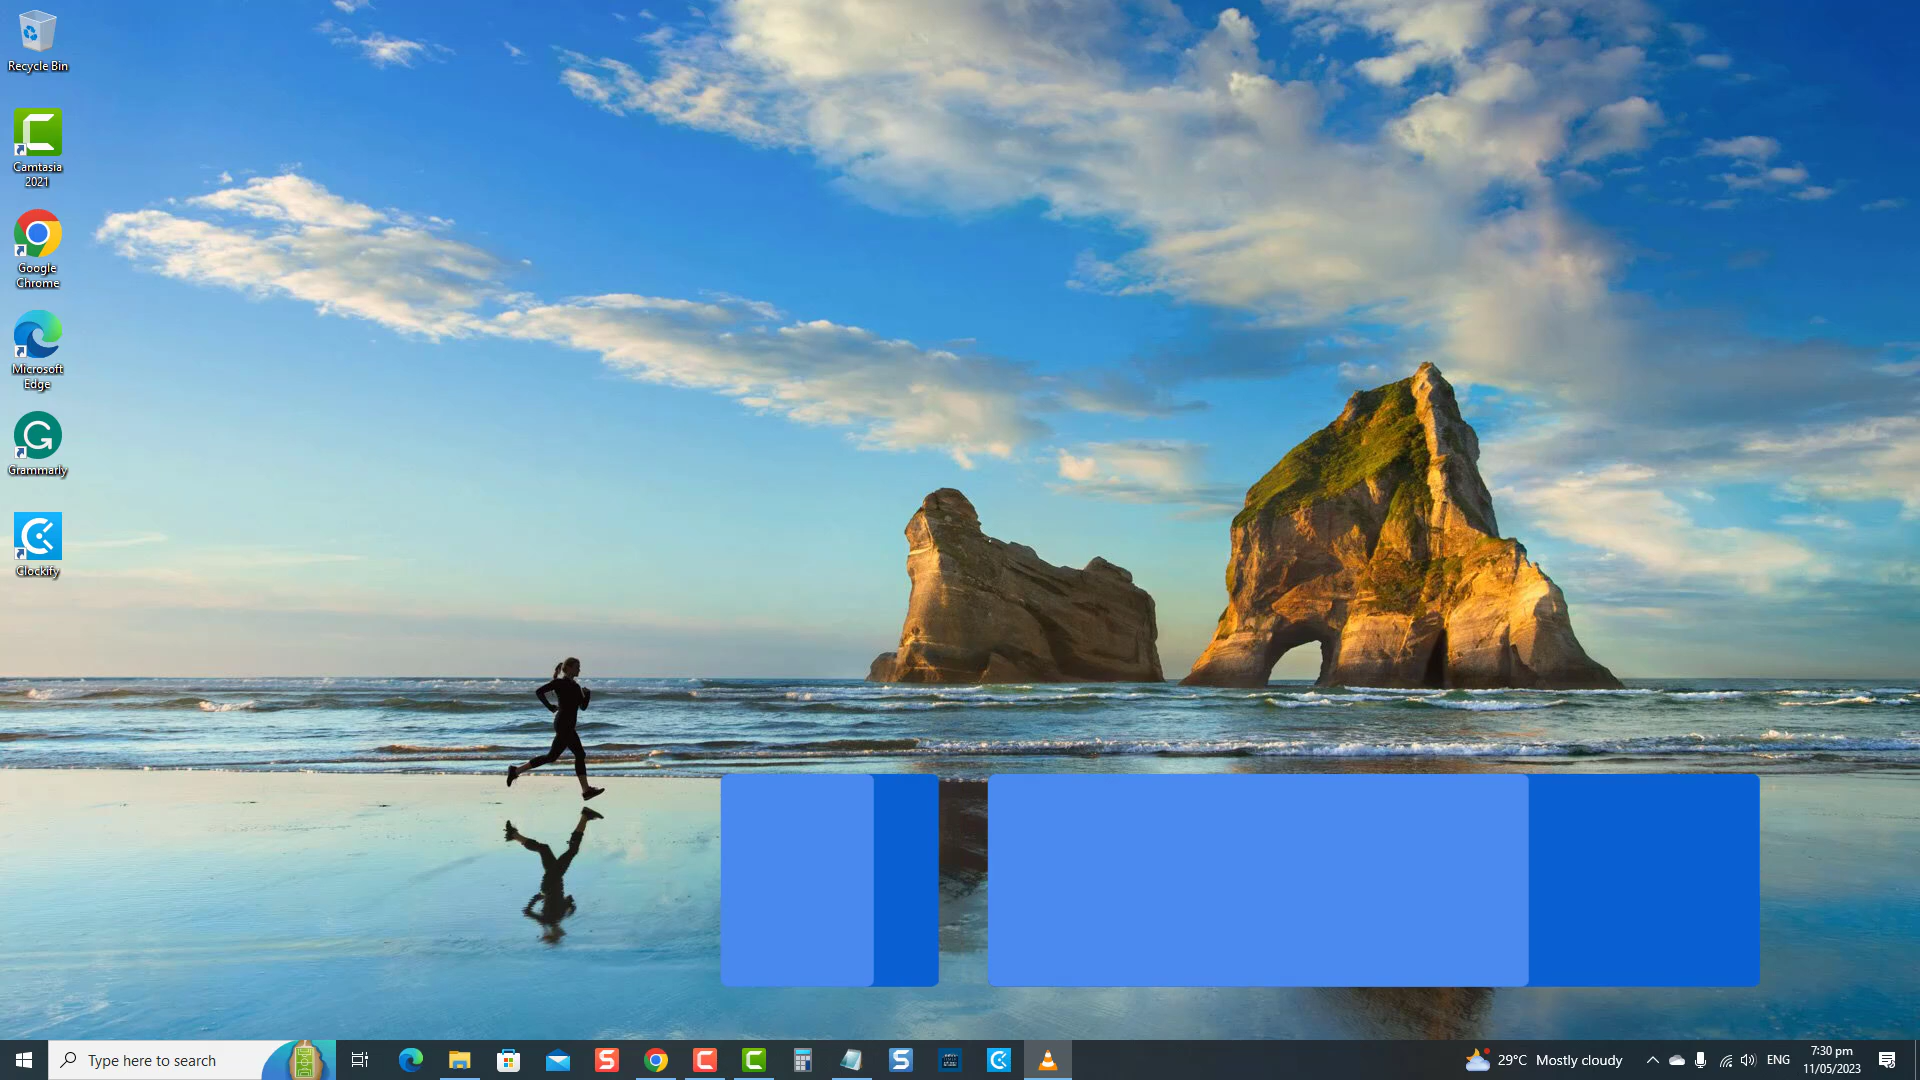 Recycle Bin
Camtasia
2021
Google
Chrome
Microsoft
Edge
Grammarly
Clockify
Type here to search
29°C Mostly cloudy
ENG
7:30 pm
11/05/2023